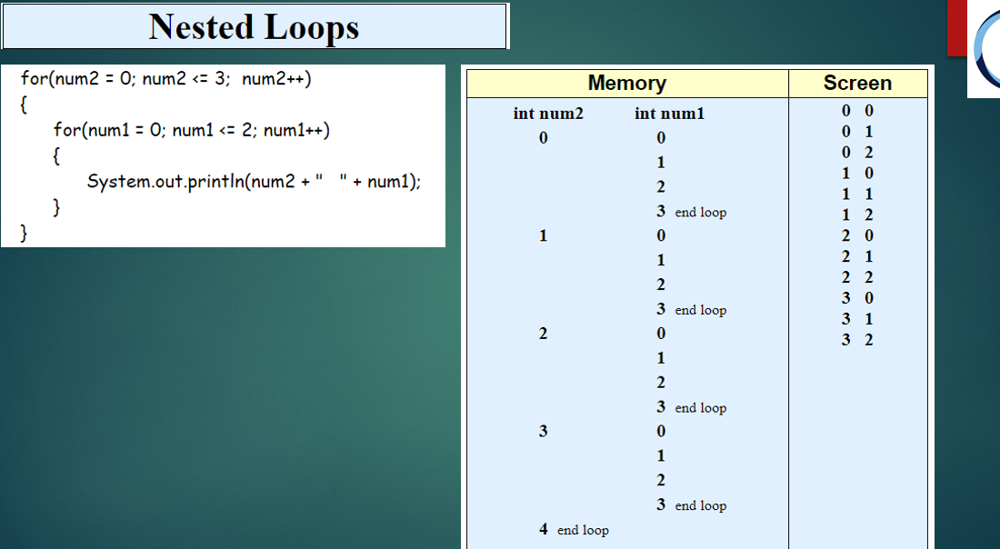 Nested Loops
for(num2 = 0; num2 <= 3;  num2++)
{
for(num1 = 0; num1 <= 2; num1++)
{
System.out.println(num2 + "   " + num1);
}
}
Memory Screen
int num2 int num1
0 0
1
2
3 end loop
1 0
1
2
3 end loop
2 0
1
2
3 end loop
3 0
1
2
3 end loop
4 end loop
0 0
0 1
0 2
1 0
1 1
1 2
2 0
2 1
2 2
3 0
3 1
3 2